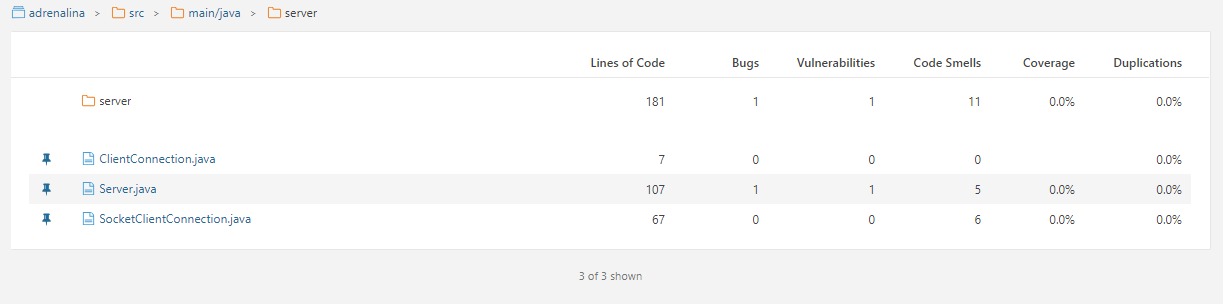 adrenalina > src > main/java > server
Lines of Code Bugs Vulnerabilities Code Smells Coverage Duplications
server 181 1 1 11 0.0% 0.0%
ClientConnection.java 7 0 0 0 0.0%
Server.java 107 1 1 5 0.0% 0.0%
SocketClientConnection.java 67 0 0 6 0.0% 0.0%
3 of 3 shown